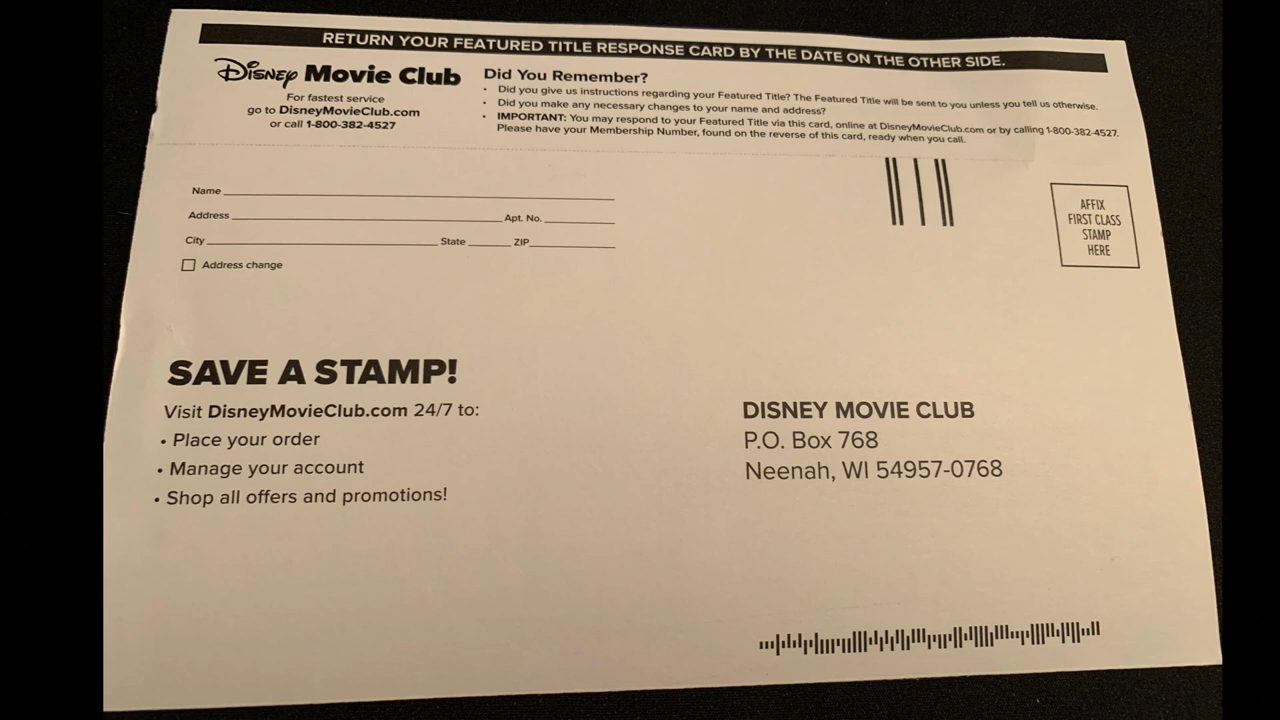 RETURN YOUR FEATURED TITLE RESPONSE CARD BY THE DATE ON THE OTHER SIDE.
Disney Movie Club
For fastest service
go to DisneyMovieClub.com
or call 1-800-382-4527
Did You Remember?
• Did you give us instructions regarding your Featured Title? The Featured Title will be sent to you unless you tell us otherwise.
• Did you make any necessary changes to your name and address?
• IMPORTANT: You may respond to your Featured Title via this card, online at DisneyMovieClub.com or by calling 1-800-382-4527.
Please have your Membership Number, found on the reverse of this card, ready when you call.
Name
Address Apt. No.
City State ZIP
Address change
AFFIX
FIRST CLASS
STAMP
HERE
SAVE A STAMP!
Visit DisneyMovieClub.com 24/7 to:
• Place your order
• Manage your account
• Shop all offers and promotions!
DISNEY MOVIE CLUB
P.O. Box 768
Neenah, WI 54957-0768